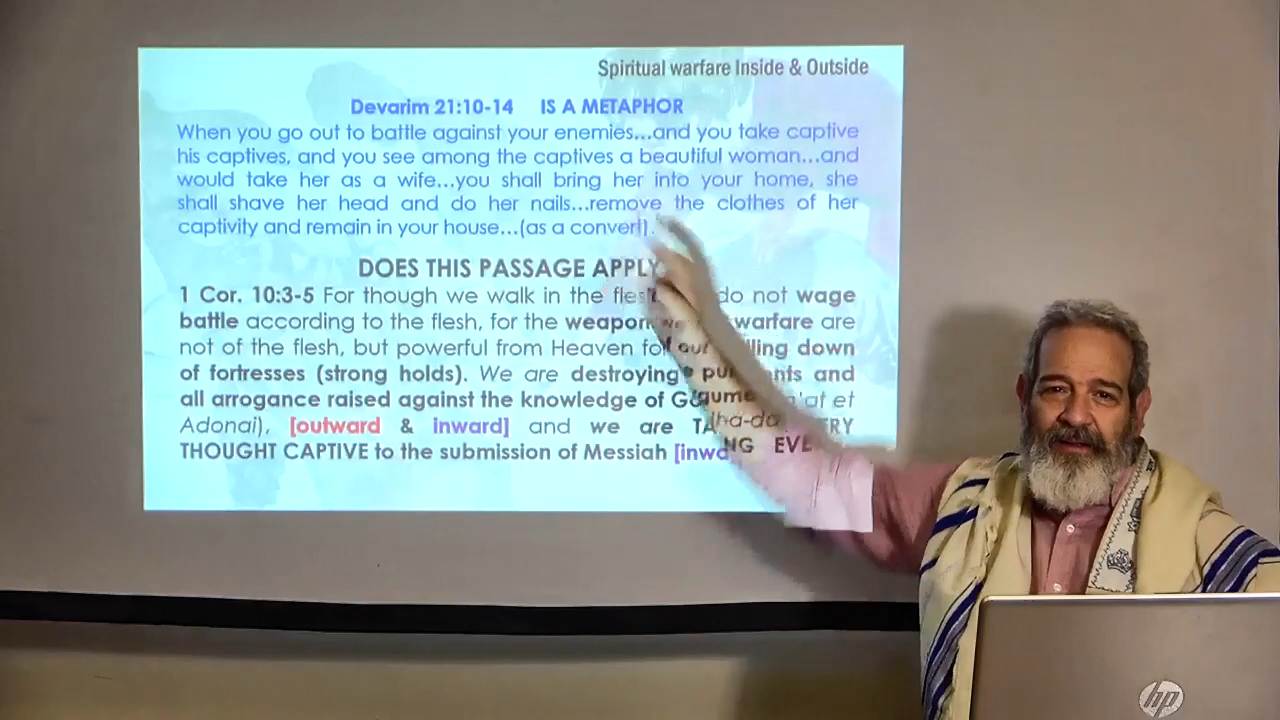 Spiritual warfare Inside & Outside
Devarim 21:10-14 IS A METAPHOR
When you go out to battle against your enemies...and you take captive
his captives, and you see among the captives a beautiful woman...and
would take her as a wife...you shall bring her into your home, she
shall shave her head and do her nails...remove the clothes of her
captivity and remain in your house...(as a convert).
DOES THIS PASSAGE APPLY
1 Cor. 10:3-5 For though we walk in the do not wage
battle according to the flesh, for the warfare are
not of the flesh, but powerful from Heaven for our down
of fortresses (strong holds). We are destroying and
all arrogance raised against the knowledge of et
Adonai), [outward & inward] and we are
THOUGHT CAPTIVE to the submission of Messiah
hp